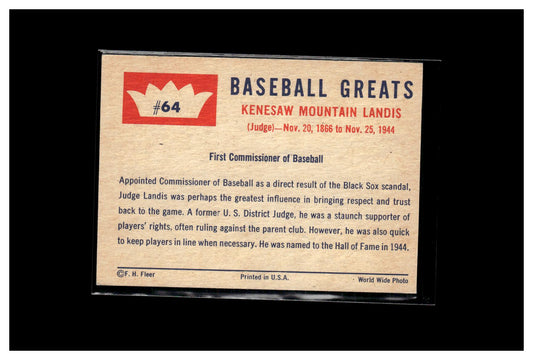 #64
BASEBALL GREATS
KENESAW MOUNTAIN LANDIS
(Judge)—Nov. 20, 1866 to Nov. 25, 1944
First Commissioner of Baseball
Appointed Commissioner of Baseball as a direct result of the Black Sox scandal,
Judge Landis was perhaps the greatest influence in bringing respect and trust
back to the game. A former U. S. District Judge, he was a staunch supporter of
players' rights, often ruling against the parent club. However, he was also quick
to keep players in line when necessary. He was named to the Hall of Fame in 1944.
©F. H. Fleer Printed in U.S.A. World Wide Photo